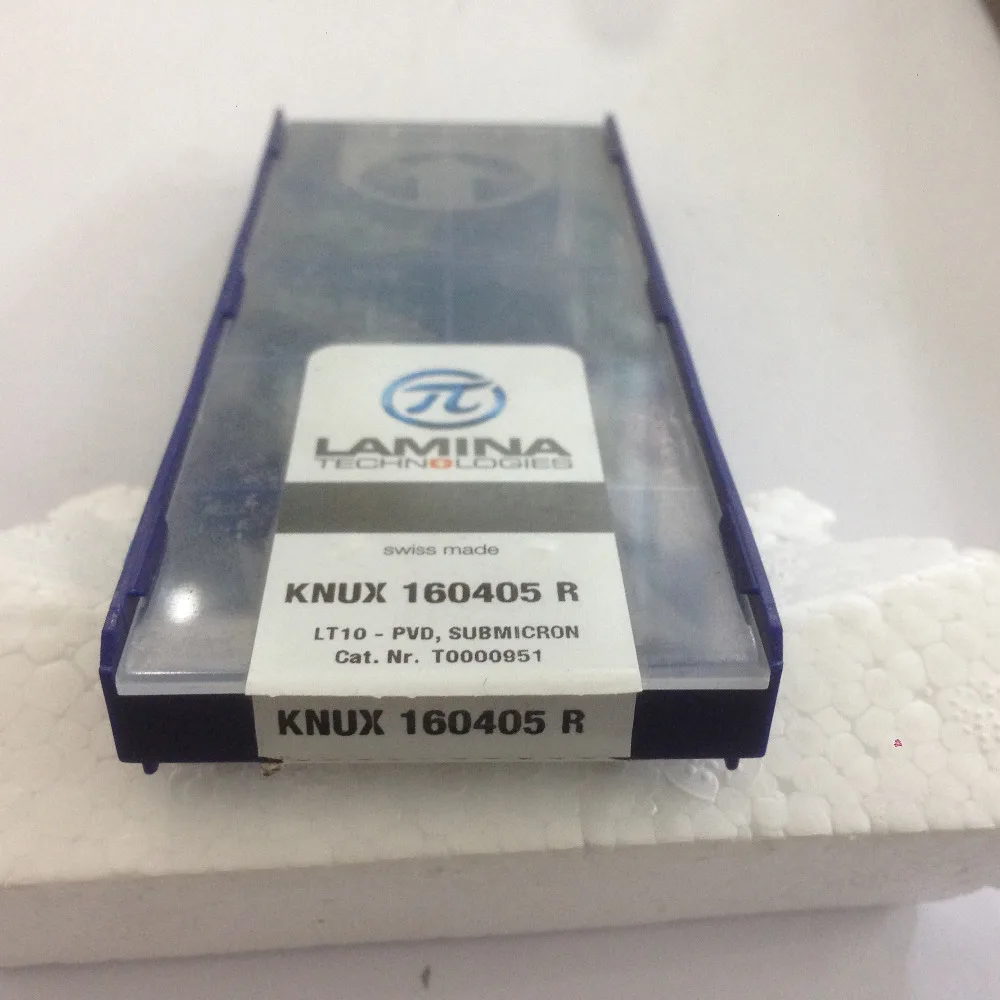 π
LAMINA
TECHNOLOGIES
swiss made
KNUX 160405 R
LT10 - PVD, SUBMICRON
Cat. Nr. T0000951
KNUX 160405 R